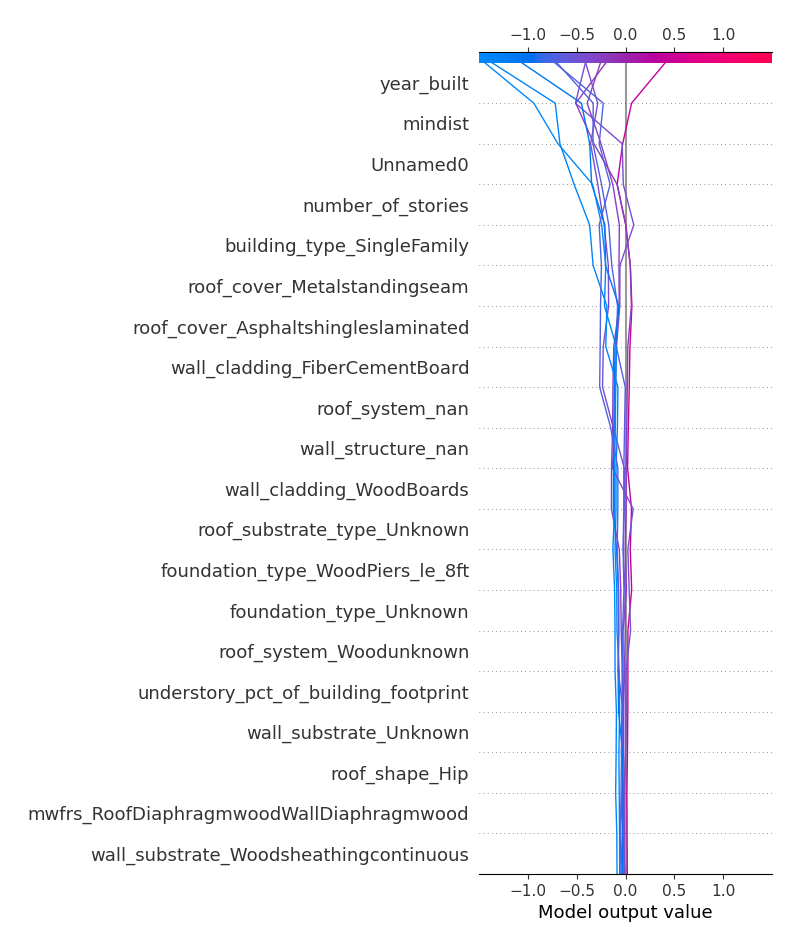 −1.0 −0.5 0.0 0.5 1.0
year_built
mindist
Unnamed0
number_of_stories
building_type_SingleFamily
roof_cover_Metalstandingseam
roof_cover_Asphaltshingleslaminated
wall_cladding_FiberCementBoard
roof_system_nan
wall_structure_nan
wall_cladding_WoodBoards
roof_substrate_type_Unknown
foundation_type_WoodPiers_le_8ft
foundation_type_Unknown
roof_system_Woodunknown
understory_pct_of_building_footprint
wall_substrate_Unknown
roof_shape_Hip
mwfrs_RoofDiaphragmwoodWallDiaphragmwood
wall_substrate_Woodsheathingcontinuous
−1.0 −0.5 0.0 0.5 1.0
Model output value